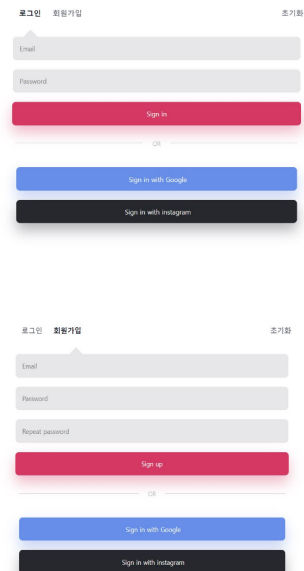 로그인 회원가입 초기화
Email
Password
Sign in
OR
Sign in with Google
Sign in with instagram
로그인 회원가입 초기화
Email
Password
Repeat password
Sign up
OR
Sign in with Google
Sign in with instagram